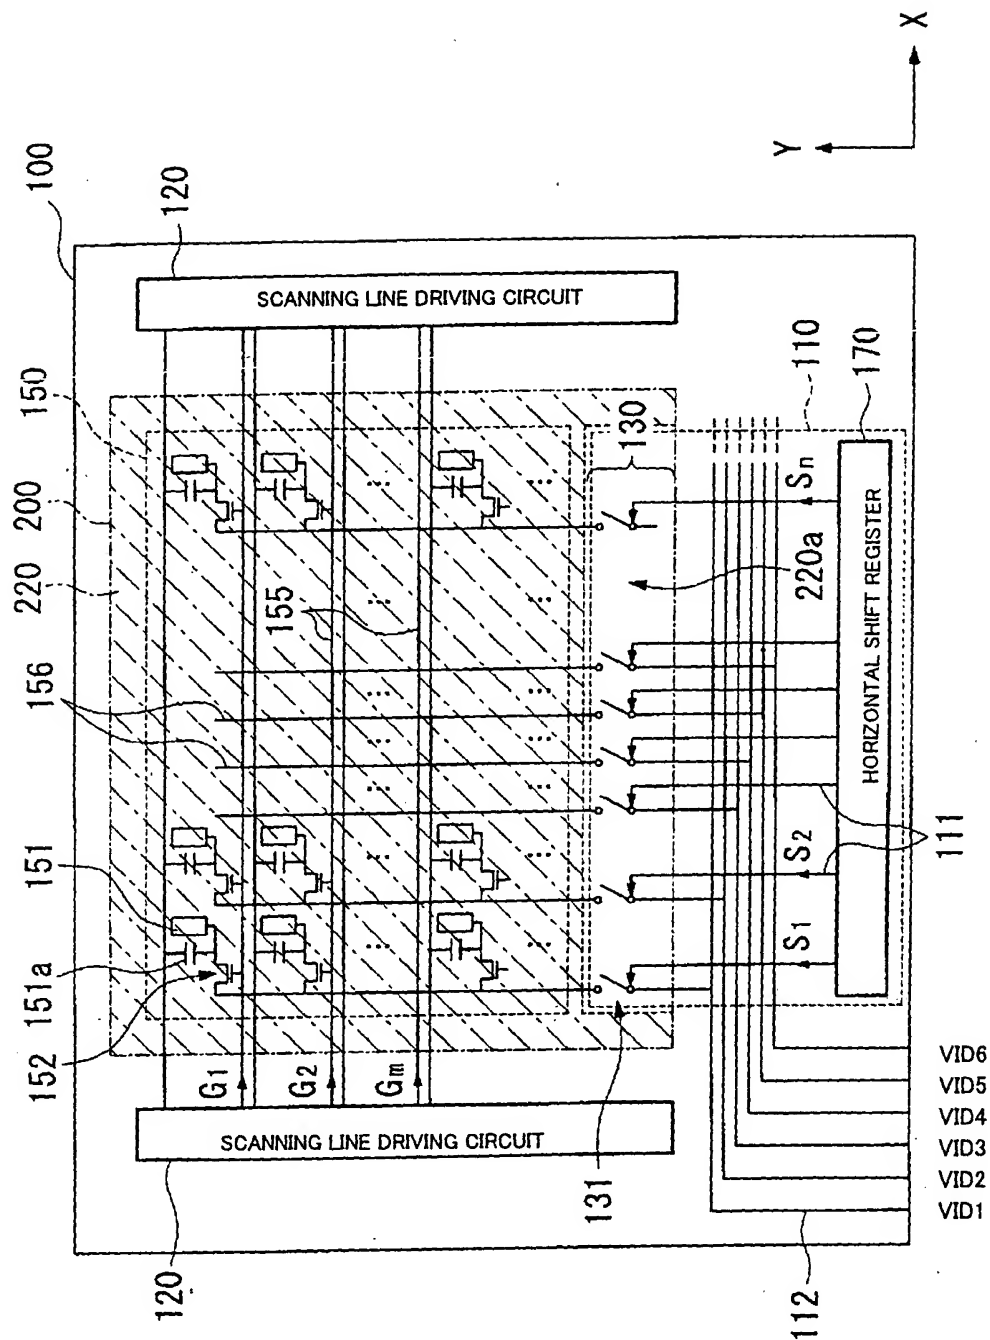 X
Y
100
120
SCANNING LINE DRIVING CIRCUIT
150
200
220
110
170
130
Sn
220a
155
156
HORIZONTAL SHIFT REGISTER
151
151a
152
S2
S1
111
G1
G2
Gm
131
SCANNING LINE DRIVING CIRCUIT
120
112
VID6
VID5
VID4
VID3
VID2
VID1